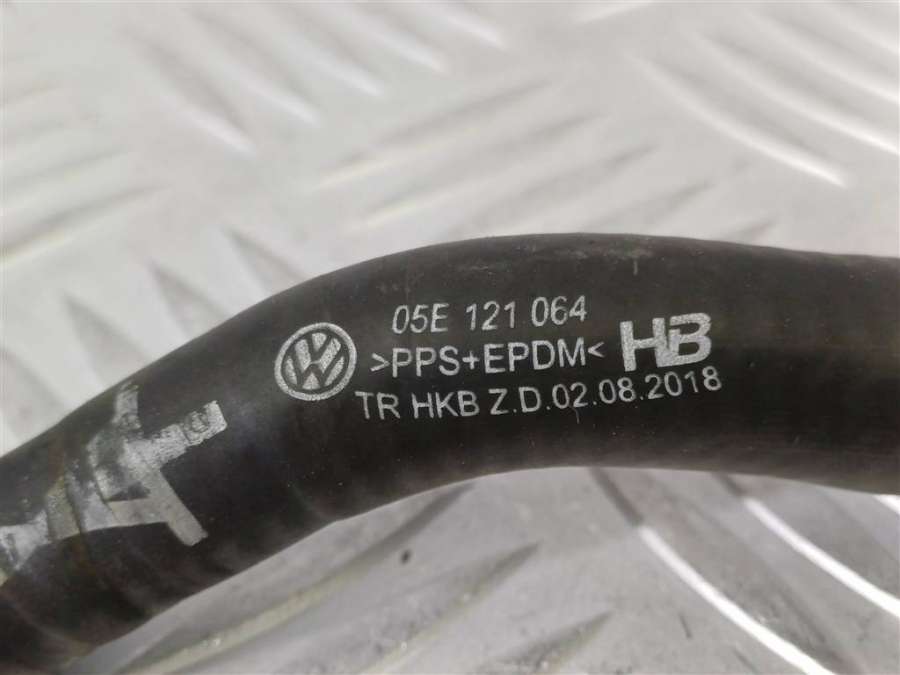 05E 121 064
>PPS+EPDM< HB
TR HKB Z.D.02.08.2018